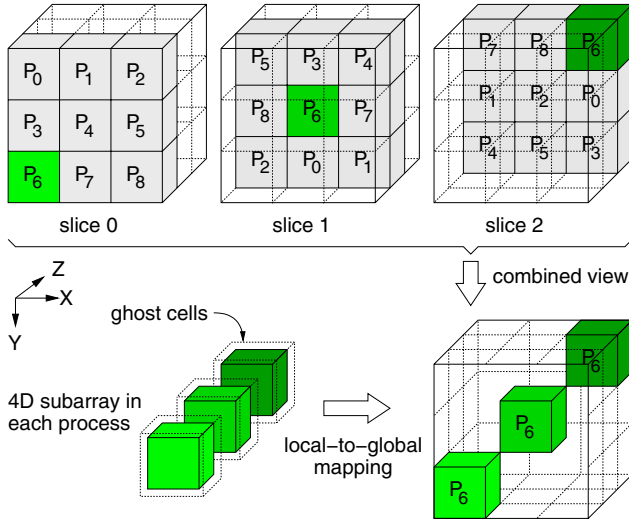 P0 P1 P2
P3 P4 P5
P6 P7 P8
slice 0
P5 P3 P4
P8 P6 P7
P2 P0 P1
slice 1
P7 P8 P6
P1 P2 P0
P4 P5 P3
slice 2
combined view
Z
X
Y
ghost cells
4D subarray in
each process
local-to-global
mapping
P6
P6
P6